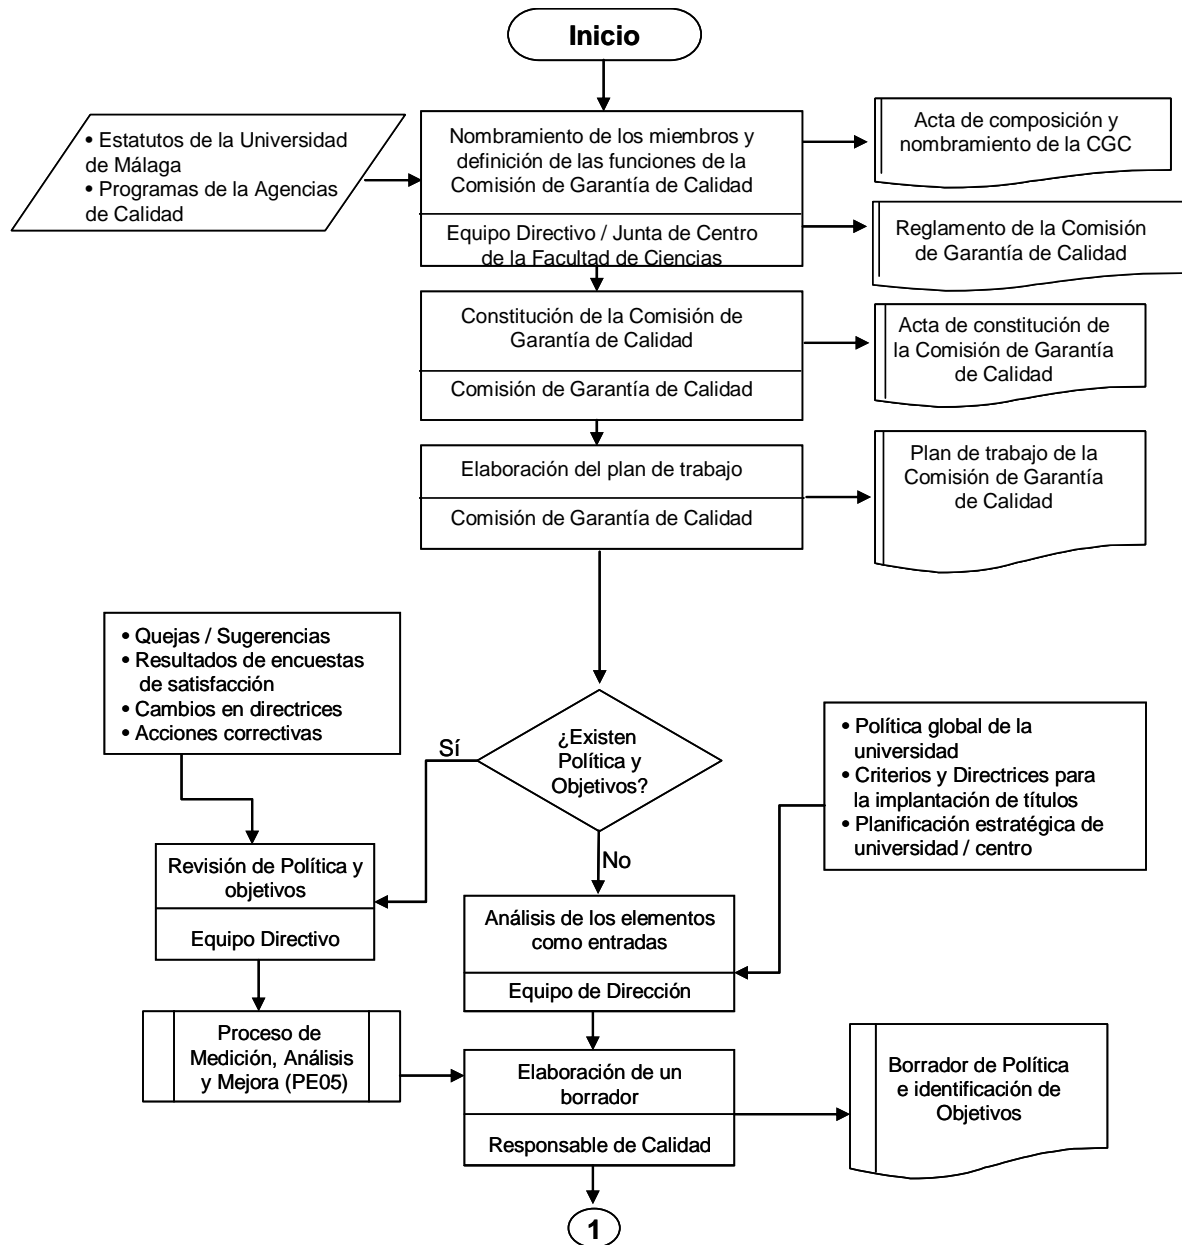 Inicio
• Estatutos de la Universidad
de Málaga
• Programas de la Agencias
de Calidad
Nombramiento de los miembros y
definición de las funciones de la
Comisión de Garantía de Calidad
Equipo Directivo / Junta de Centro
de la Facultad de Ciencias
Acta de composición y
nombramiento de la CGC
Reglamento de la Comisión
de Garantía de Calidad
Constitución de la Comisión de
Garantía de Calidad
Comisión de Garantía de Calidad
Acta de constitución de
la Comisión de Garantía
de Calidad
Elaboración del plan de trabajo
Comisión de Garantía de Calidad
Plan de trabajo de la
Comisión de Garantía
de Calidad
• Quejas / Sugerencias
• Resultados de encuestas
de satisfacción
• Cambios en directrices
• Acciones correctivas
Sí
¿Existen
Política y
Objetivos?
No
• Política global de la
universidad
• Criterios y Directrices para
la implantación de títulos
• Planificación estratégica de
universidad / centro
Revisión de Política y
objetivos
Equipo Directivo
Análisis de los elementos
como entradas
Equipo de Dirección
Proceso de
Medición, Análisis
y Mejora (PE05)
Elaboración de un
borrador
Responsable de Calidad
Borrador de Política
e identificación de
Objetivos
1